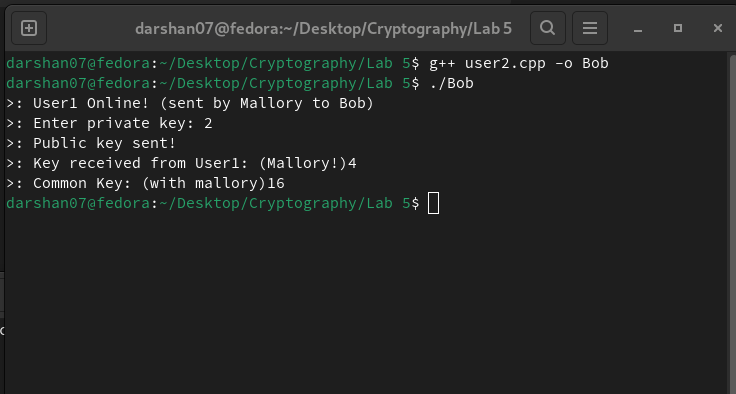 darshan07@fedora:~/Desktop/Cryptography/Lab 5
darshan07@fedora:~/Desktop/Cryptography/Lab 5$ g++ user2.cpp -o Bob
darshan07@fedora:~/Desktop/Cryptography/Lab 5$ ./Bob
>: User1 Online! (sent by Mallory to Bob)
>: Enter private key: 2
>: Public key sent!
>: Key received from User1: (Mallory!)4
>: Common Key: (with mallory)16
darshan07@fedora:~/Desktop/Cryptography/Lab 5$